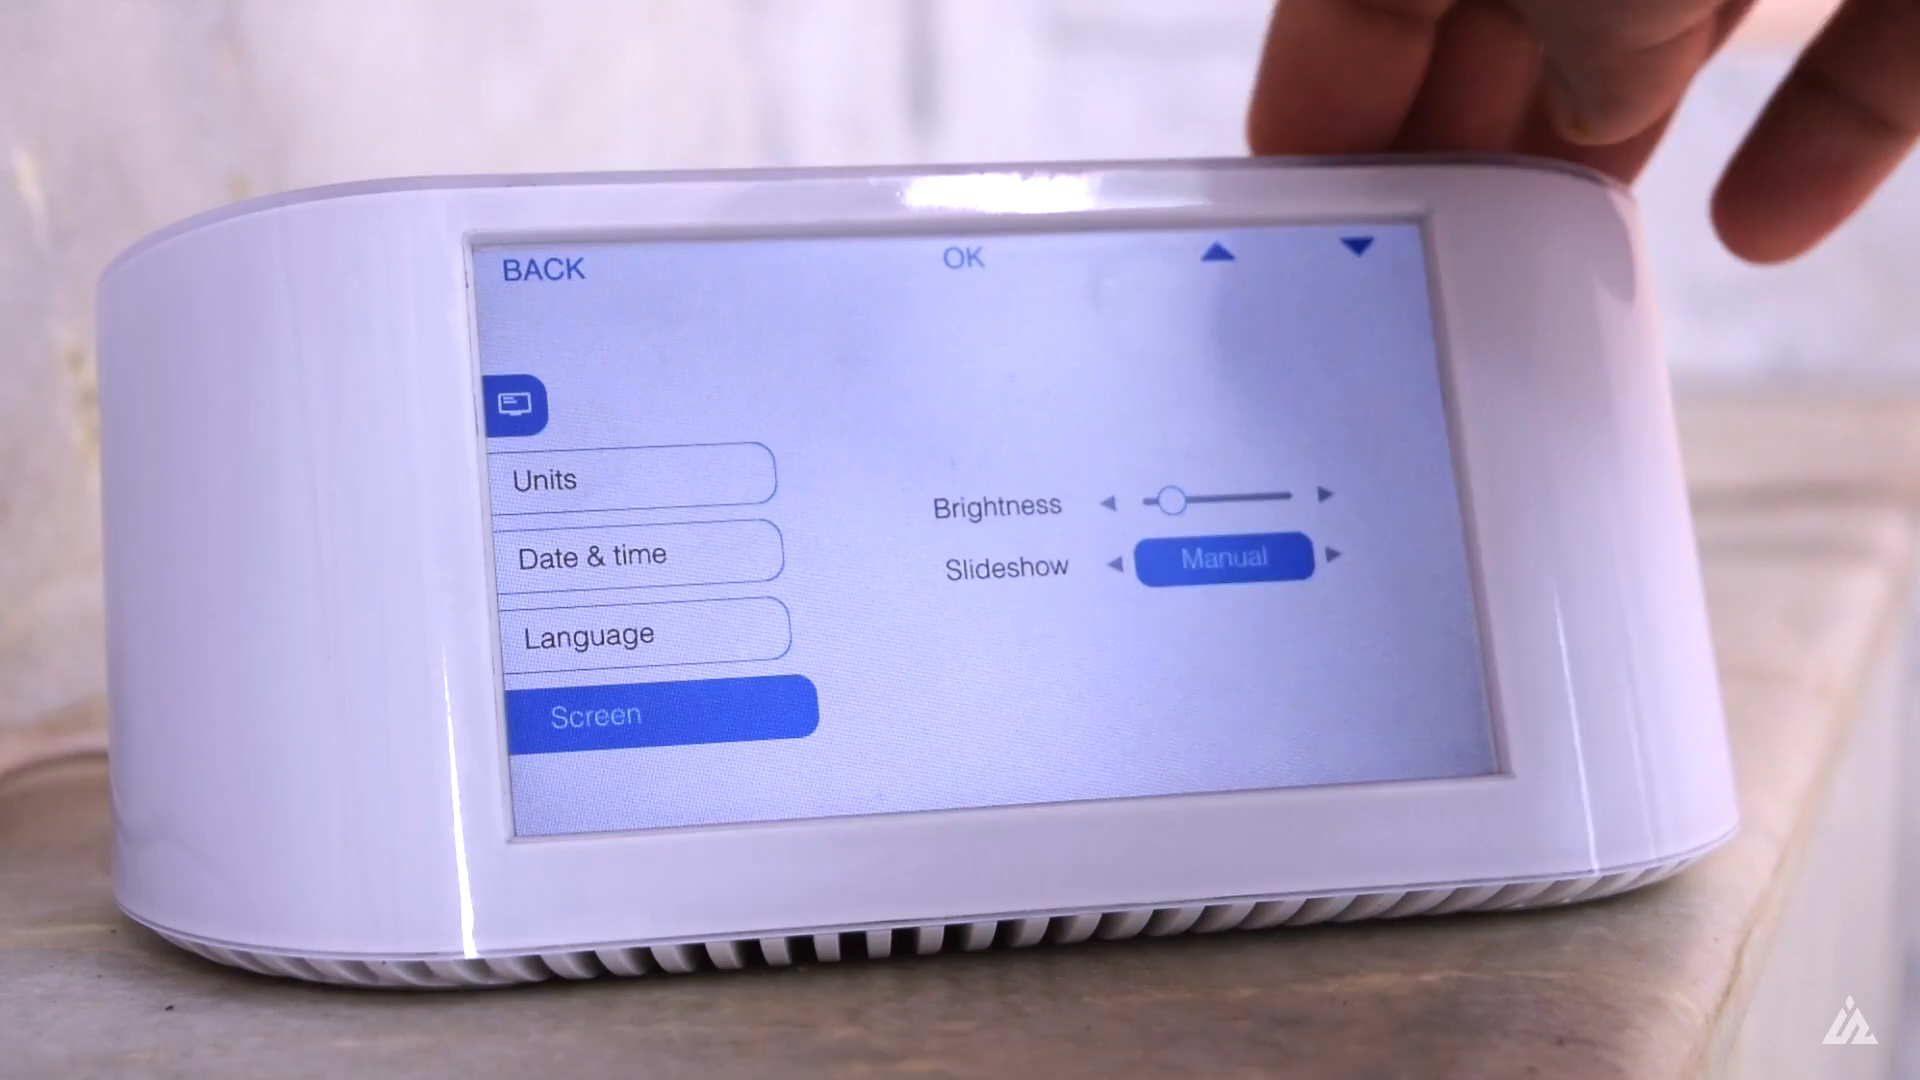 BACK OK
Units
Date & time
Language
Screen
Brightness
Slideshow Manual